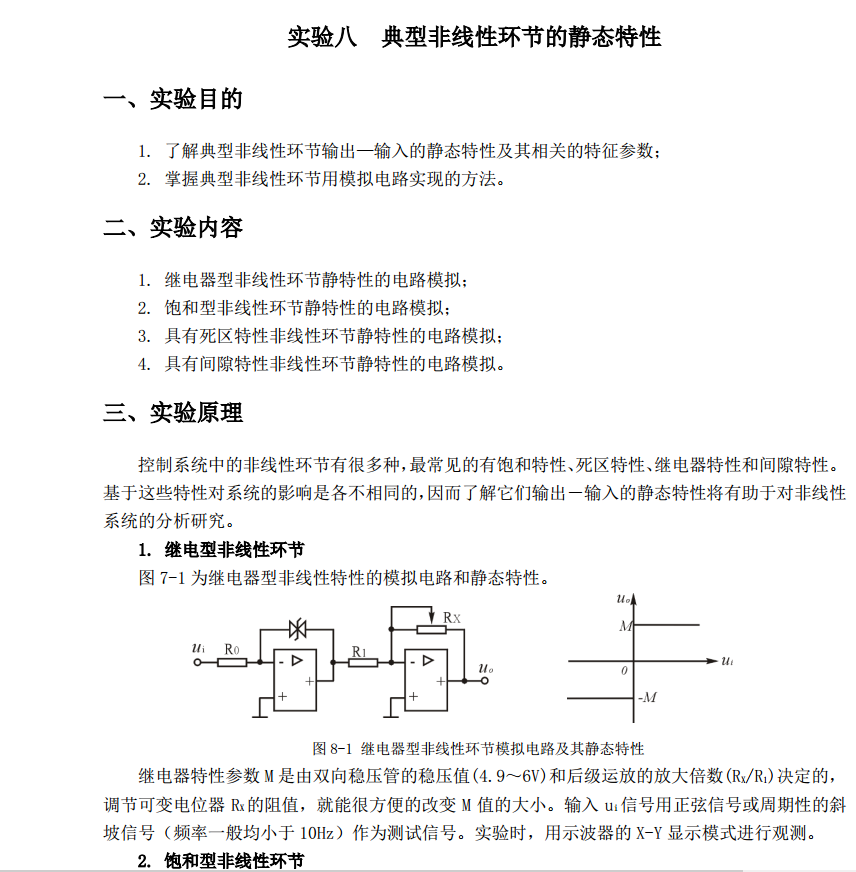 实验八 典型非线性环节的静态特性
一、实验目的
1. 了解典型非线性环节输出—输入的静态特性及其相关的特征参数；
2. 掌握典型非线性环节用模拟电路实现的方法。
二、实验内容
1. 继电器型非线性环节静特性的电路模拟；
2. 饱和型非线性环节静特性的电路模拟；
3. 具有死区特性非线性环节静特性的电路模拟；
4. 具有间隙特性非线性环节静特性的电路模拟。
三、实验原理
控制系统中的非线性环节有很多种，最常见的有饱和特性、死区特性、继电器特性和间隙特性。
基于这些特性对系统的影响是各不相同的，因而了解它们输出－输入的静态特性将有助于对非线性
系统的分析研究。
1. 继电型非线性环节
图 7-1 为继电器型非线性特性的模拟电路和静态特性。
ui R0 - + + R1 - + + RX uo
uo M 0 ui -M
图 8-1 继电器型非线性环节模拟电路及其静态特性
继电器特性参数 M 是由双向稳压管的稳压值(4.9～6V)和后级运放的放大倍数(RX/R1)决定的，
调节可变电位器 RX 的阻值，就能很方便的改变 M 值的大小。输入 ui 信号用正弦信号或周期性的斜
坡信号（频率一般均小于 10Hz）作为测试信号。实验时，用示波器的 X-Y 显示模式进行观测。
2. 饱和型非线性环节